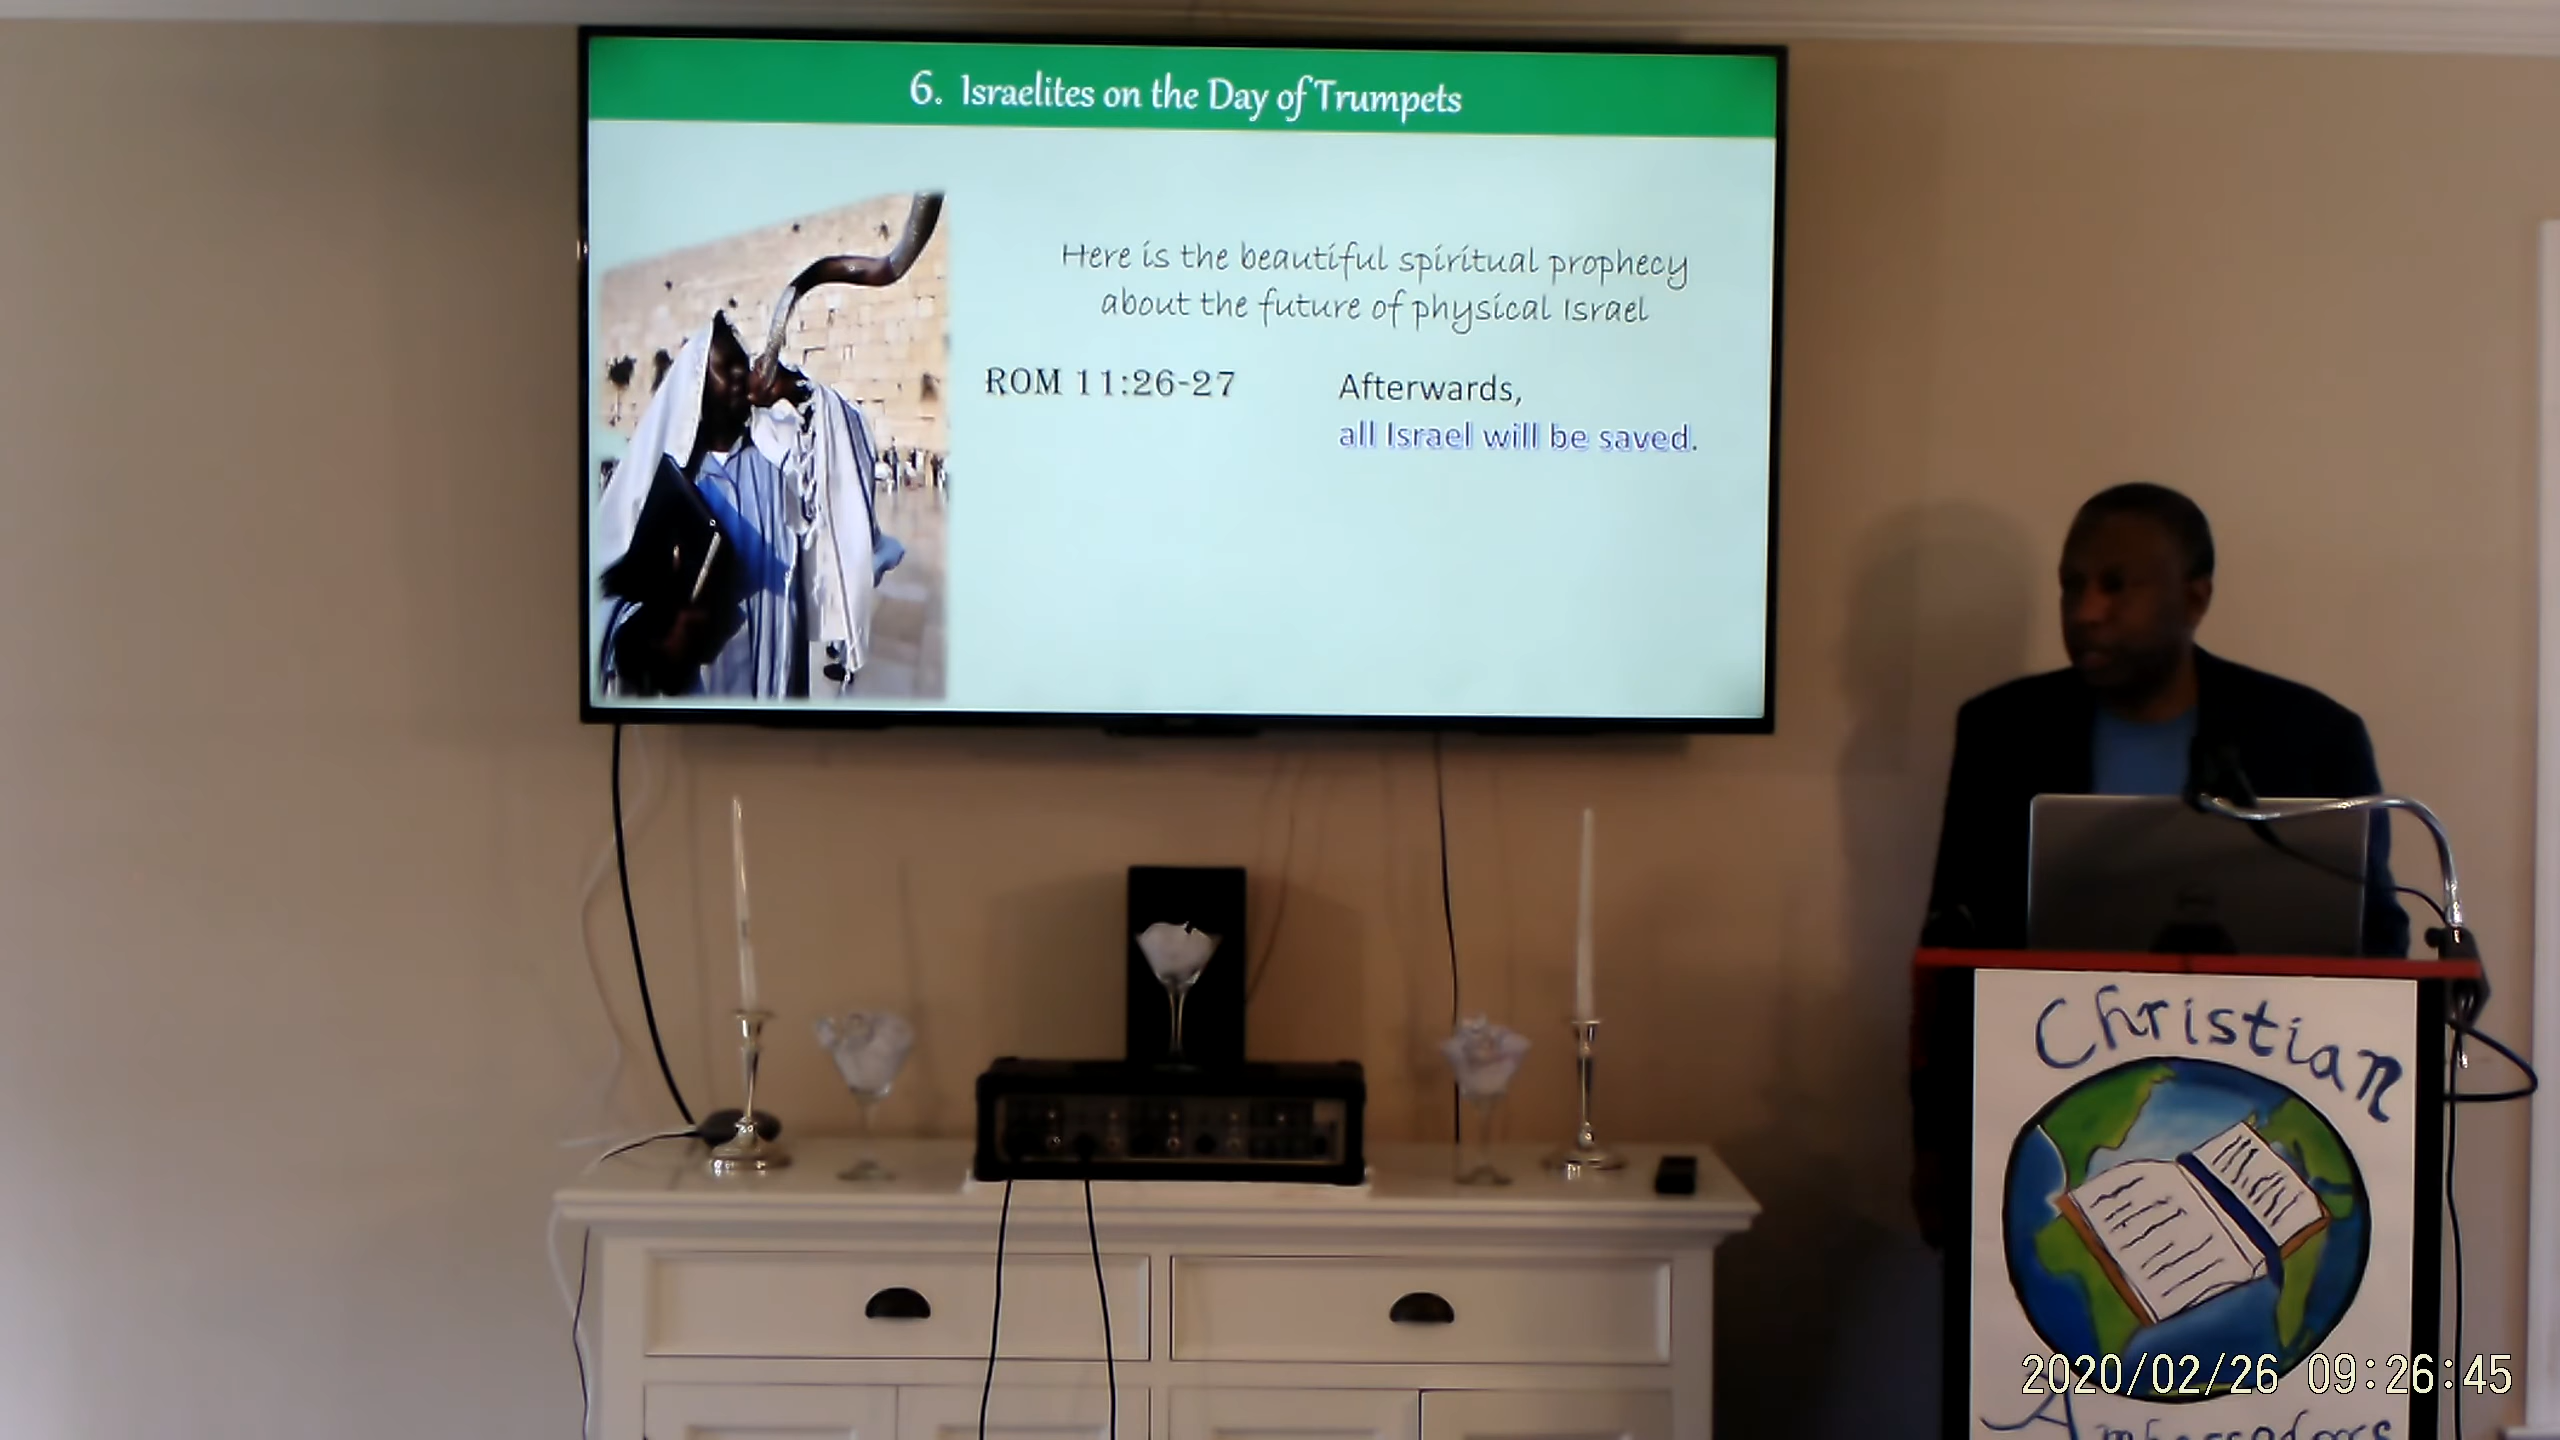 6. Israelites on the Day of Trumpets
Here is the beautiful spiritual prophecy
about the future of physical Israel
ROM 11:26-27
Afterwards,
all Israel will be saved.
Christian
Ambassadors
2020/02/26 09:26:45